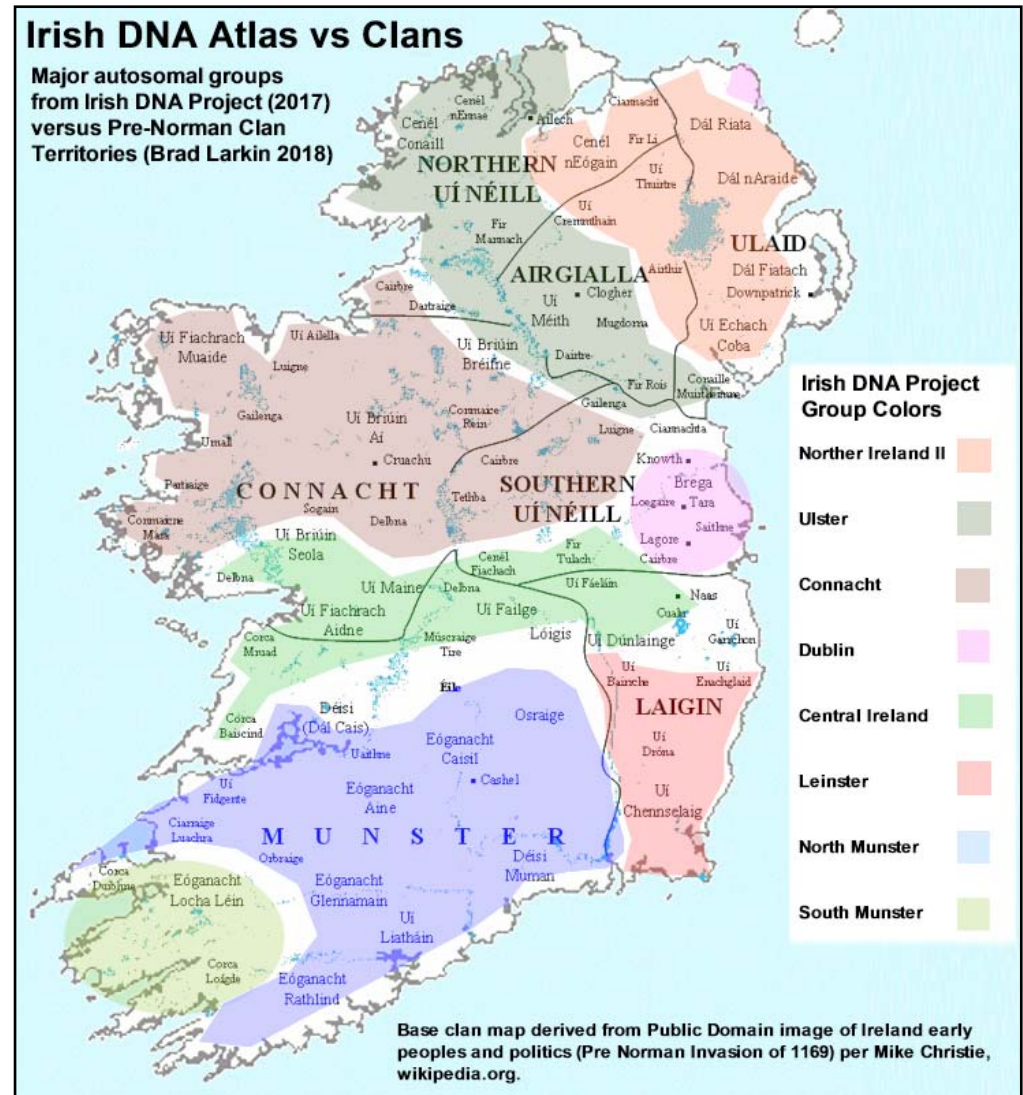 Irish DNA Atlas vs Clans
Major autosomal groups
from Irish DNA Project (2017)
versus Pre-Norman Clan
Territories (Brad Larkin 2018)
Cenél
nEnnae
Ailech
Ciannacht
Cenél
Conaill
Dál Riata
Cenél
nEógain
Fir Li
NORTHERN
UÍ NÉILL
Uí
Thuirtre
Dál nAraide
Uí
Cremthain
Fir
Manach
ULAID
AIRGIALLA
Airthir
Dál Fiatach
Clogher
Downpatrick
Uí
Méith
Mugdorna
Uí Echach
Coba
Cairbre
Dartraige
Uí Fiachrach
Muaide
Uí Ailella
Luigne
Uí Briúin
Bréifne
Dairtre
Fir Rois
Conaille
Gailenga
Gailenga
Uí Briúin
Aí
Conmaice
Réin
Luigne
Ciannachta
Umall
Cruachu
Cairbre
Knowth
Brega
Partraige
CONNACHT
Sogain
Delbna
Tethba
SOUTHERN
UÍ NÉILL
Loegaire
Tara
Saithne
Conmaicne
Mara
Lagore
Cairbre
Uí Briúin
Seola
Cenél
Fiachach
Fir
Tulach
Delbna
Uí Maine
Delbna
Uí Fáeláin
Naas
Cualu
Uí Fiachrach
Aidne
Uí Failge
Uí
Garrchon
Corca
Mruad
Múscraige
Tire
Lóigis
Uí Dúnlainge
Uí
Bairrche
Uí
Enachglaid
Éile
LAIGIN
Corca
Baiscind
Déisi
(Dál Cais)
Osraige
Uaithne
Eóganacht
Caisil
Uí
Dróna
Uí
Fidgente
Cashel
Eóganacht
Aine
Uí
Chennselaig
Ciarraige
Luachra
MUNSTER
Orbraige
Déisi
Muman
Corca
Duibne
Eóganacht
Locha Léin
Eóganacht
Glennamain
Uí
Liatháin
Corca
Loígde
Eóganacht
Rathlind
Irish DNA Project
Group Colors
Norther Ireland II
Ulster
Connacht
Dublin
Central Ireland
Leinster
North Munster
South Munster
Base clan map derived from Public Domain image of Ireland early
peoples and politics (Pre Norman Invasion of 1169) per Mike Christie,
wikipedia.org.